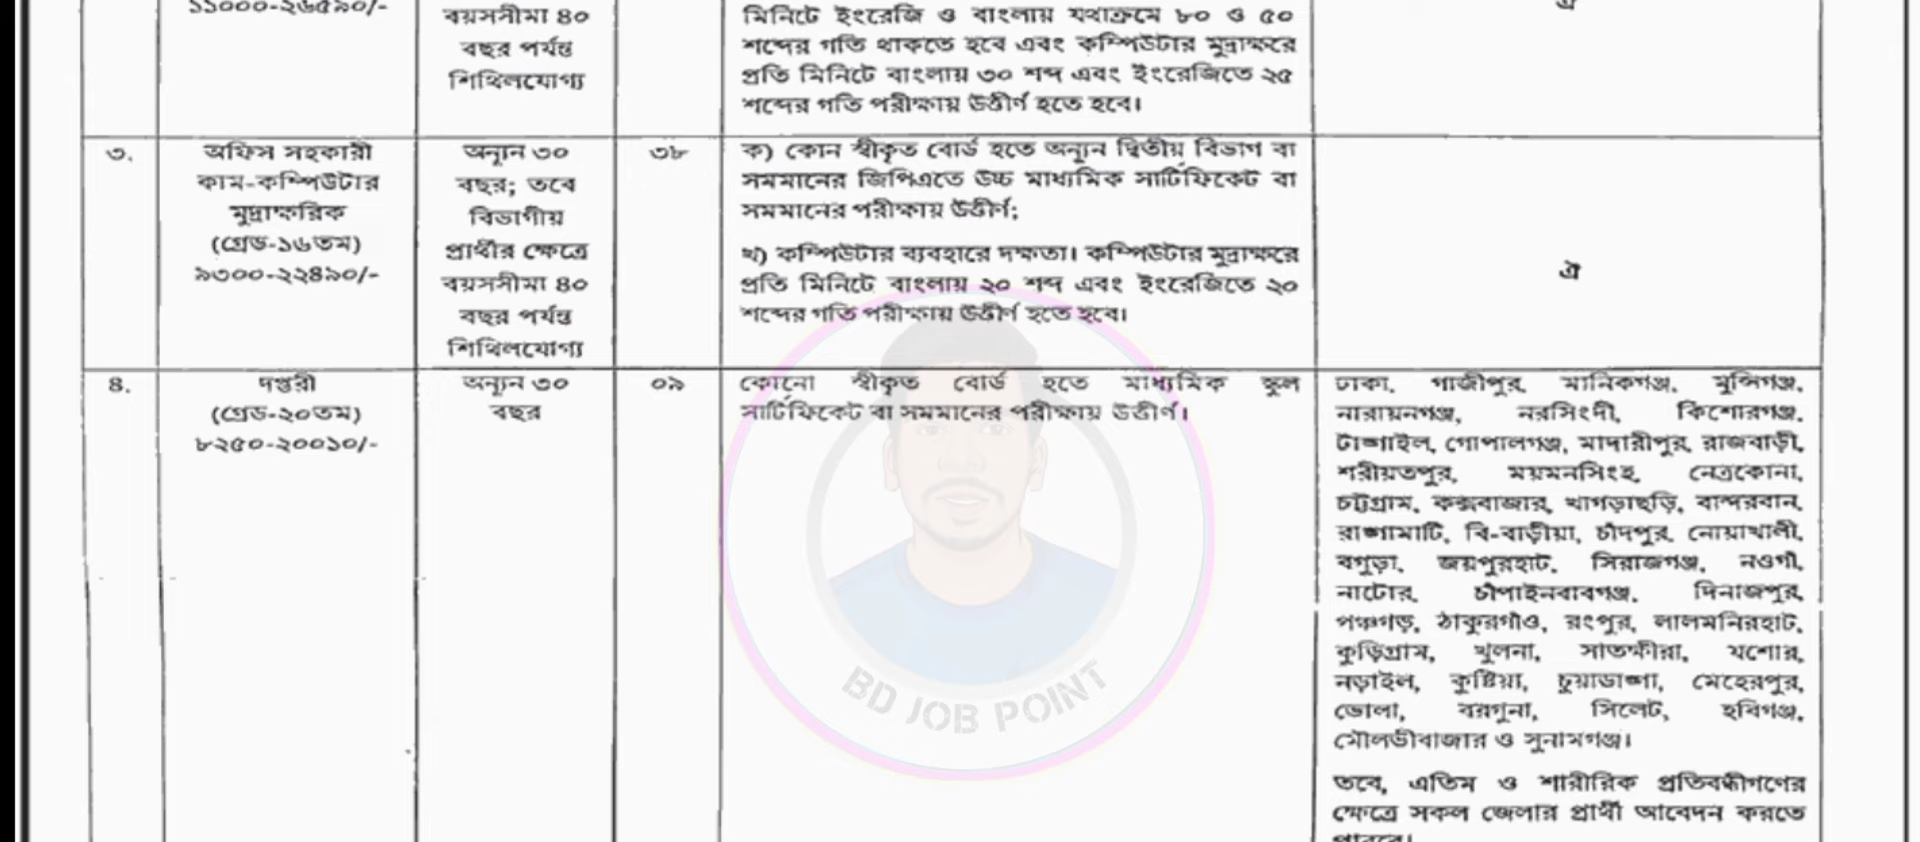 ১১০০০-২৬৫৯০/-
বয়সসীমা ৪০
বছর পর্যন্ত
শিথিলযোগ্য
মিনিটে ইংরেজি ও বাংলায় যথাক্রমে ৮০ ও ৫০
শব্দের গতি থাকতে হবে এবং কম্পিউটার মুদ্রাক্ষরে
প্রতি মিনিটে বাংলায় ৩০ শব্দ এবং ইংরেজিতে ২৫
শব্দের গতি পরীক্ষায় উত্তীর্ণ হতে হবে।
ঐ
৩.
অফিস সহকারী
কাম-কম্পিউটার
মুদ্রাক্ষরিক
(গ্রেড-১৬তম)
৯৩০০-২২৪৯০/-
অন্যূন ৩০
বছর; তবে
বিভাগীয়
প্রার্থীর ক্ষেত্রে
বয়সসীমা ৪০
বছর পর্যন্ত
শিথিলযোগ্য
৩৮
ক) কোন স্বীকৃত বোর্ড হতে অন্যূন দ্বিতীয় বিভাগ বা
সমমানের জিপিএতে উচ্চ মাধ্যমিক সার্টিফিকেট বা
সমমানের পরীক্ষায় উত্তীর্ণ;
খ) কম্পিউটার ব্যবহারে দক্ষতা। কম্পিউটার মুদ্রাক্ষরে
প্রতি মিনিটে বাংলায় ২০ শব্দ এবং ইংরেজিতে ২০
শব্দের গতি পরীক্ষায় উত্তীর্ণ হতে হবে।
ঐ
৪.
দপ্তরী
(গ্রেড-২০তম)
৮২৫০-২০০১০/-
অন্যূন ৩০
বছর
০৯
কোনো স্বীকৃত বোর্ড হতে মাধ্যমিক স্কুল
সার্টিফিকেট বা সমমানের পরীক্ষায় উত্তীর্ণ।
ঢাকা, গাজীপুর, মানিকগঞ্জ, মুন্সিগঞ্জ,
নারায়নগঞ্জ, নরসিংদী, কিশোরগঞ্জ,
টাঙ্গাইল, গোপালগঞ্জ, মাদারীপুর, রাজবাড়ী,
শরীয়তপুর, ময়মনসিংহ, নেত্রকোনা,
চট্টগ্রাম, কক্সবাজার, খাগড়াছড়ি, বান্দরবান,
রাঙ্গামাটি, বি-বাড়ীয়া, চাঁদপুর, নোয়াখালী,
বগুড়া, জয়পুরহাট, সিরাজগঞ্জ, নওগাঁ,
নাটোর, চাঁপাইনবাবগঞ্জ, দিনাজপুর,
পঞ্চগড়, ঠাকুরগাঁও, রংপুর, লালমনিরহাট,
কুড়িগ্রাম, খুলনা, সাতক্ষীরা, যশোর,
নড়াইল, কুষ্টিয়া, চুয়াডাঙ্গা, মেহেরপুর,
ভোলা, বরগুনা, সিলেট, হবিগঞ্জ,
মৌলভীবাজার ও সুনামগঞ্জ।
তবে, এতিম ও শারীরিক প্রতিবন্ধীগণের
ক্ষেত্রে সকল জেলার প্রার্থী আবেদন করতে
BD JOB POINT